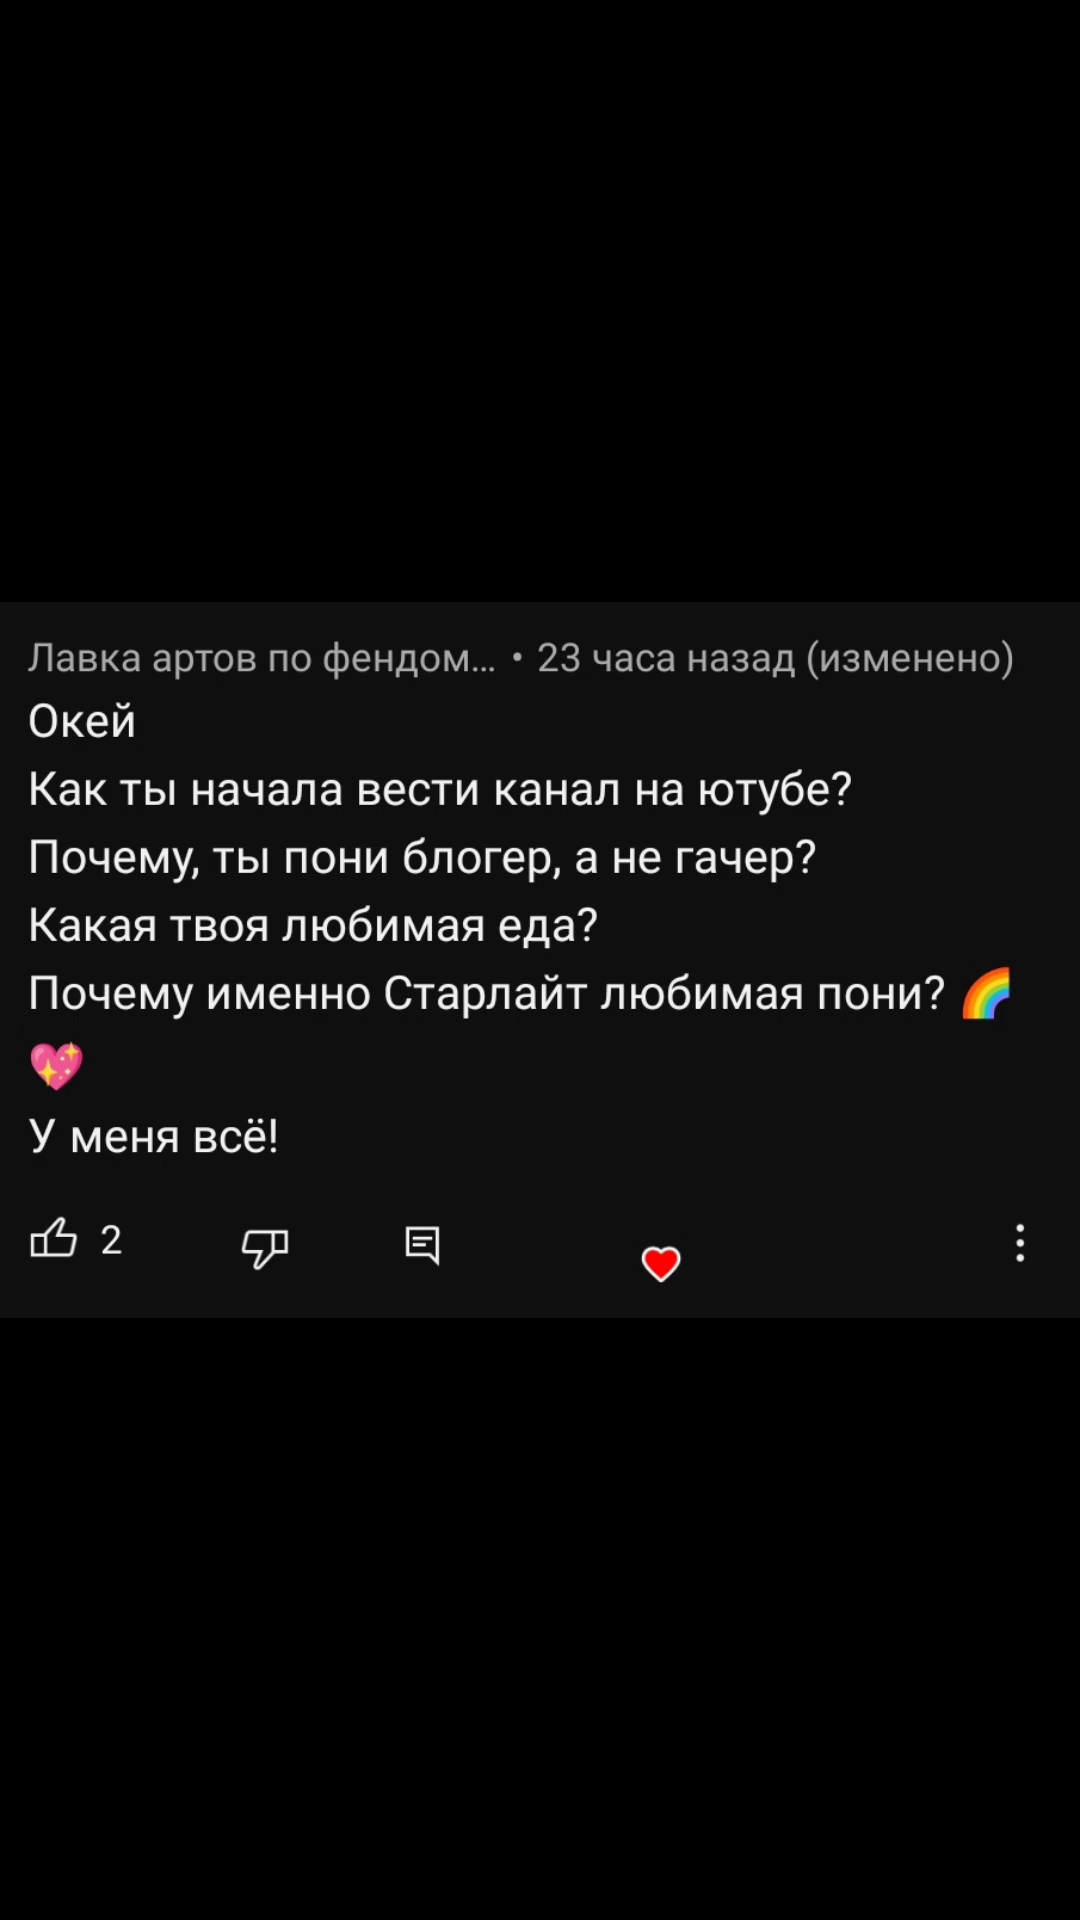 Лавка артов по фендом... • 23 часа назад (изменено)
Окей
Как ты начала вести канал на ютубе?
Почему, ты пони блогер, а не гачер?
Какая твоя любимая еда?
Почему именно Старлайт любимая пони? 🌈
💖
У меня всё!
2